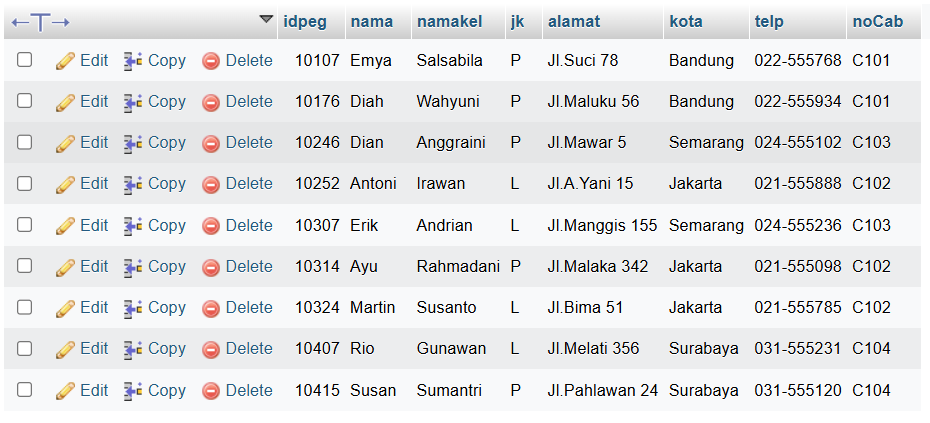 idpeg nama namakel jk alamat kota telp noCab
Edit Copy Delete 10107 Emya Salsabila P Jl.Suci 78 Bandung 022-555768 C101
Edit Copy Delete 10176 Diah Wahyuni P Jl.Maluku 56 Bandung 022-555934 C101
Edit Copy Delete 10246 Dian Anggraini P Jl.Mawar 5 Semarang 024-555102 C103
Edit Copy Delete 10252 Antoni Irawan L Jl.A.Yani 15 Jakarta 021-555888 C102
Edit Copy Delete 10307 Erik Andrian L Jl.Manggis 155 Semarang 024-555236 C103
Edit Copy Delete 10314 Ayu Rahmadani P Jl.Malaka 342 Jakarta 021-555098 C102
Edit Copy Delete 10324 Martin Susanto L Jl.Bima 51 Jakarta 021-555785 C102
Edit Copy Delete 10407 Rio Gunawan L Jl.Melati 356 Surabaya 031-555231 C104
Edit Copy Delete 10415 Susan Sumantri P Jl.Pahlawan 24 Surabaya 031-555120 C104